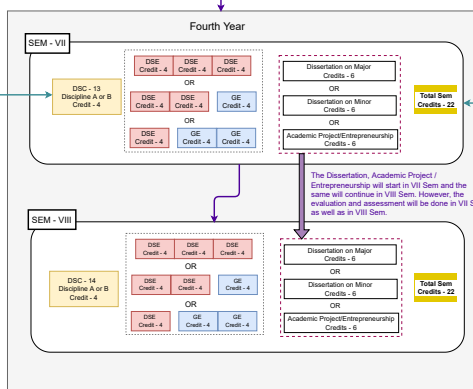 Fourth Year
SEM - VII
DSC - 13
Discipline A or B
Credit - 4
DSE
Credit - 4
DSE
Credit - 4
DSE
Credit - 4
OR
DSE
Credit - 4
DSE
Credit - 4
GE
Credit - 4
OR
DSE
Credit - 4
GE
Credit - 4
GE
Credit - 4
Dissertation on Major
Credits - 6
OR
Dissertation on Minor
Credits - 6
OR
Academic Project/Entrepreneurship
Credits - 6
Total Sem
Credits - 22
The Dissertation, Academic Project /
Entrepreneurship will start in VII Sem and the
same will continue in VIII Sem. However, the
evaluation and assessment will be done in VII S
as well as in VIII Sem.
SEM - VIII
DSC - 14
Discipline A or B
Credit - 4
DSE
Credit - 4
DSE
Credit - 4
DSE
Credit - 4
OR
DSE
Credit - 4
DSE
Credit - 4
GE
Credit - 4
OR
DSE
Credit - 4
GE
Credit - 4
GE
Credit - 4
Dissertation on Major
Credits - 6
OR
Dissertation on Minor
Credits - 6
OR
Academic Project/Entrepreneurship
Credits - 6
Total Sem
Credits - 22